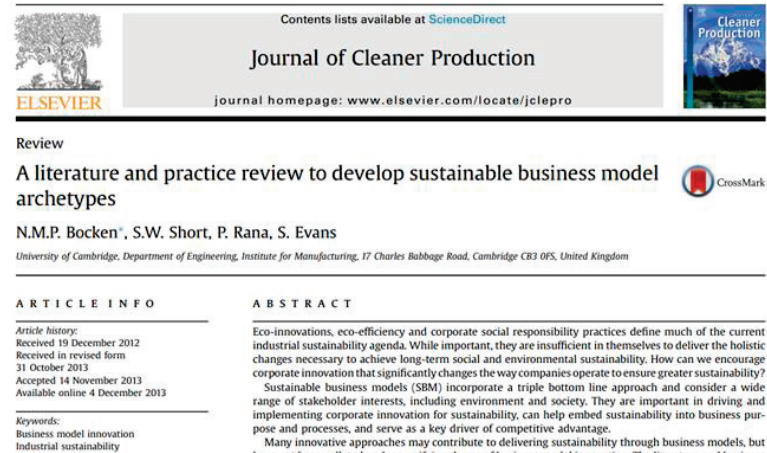 Contents lists available at ScienceDirect
Journal of Cleaner Production
journal homepage: www.elsevier.com/locate/jclepro
ELSEVIER
Cleaner
Production
Review
A literature and practice review to develop sustainable business model
archetypes
CrossMark
N.M.P. Bocken*, S.W. Short, P. Rana, S. Evans
University of Cambridge, Department of Engineering, Institute for Manufacturing, 17 Charles Babbage Road, Cambridge CB3 0FS, United Kingdom
ARTICLE INFO
Article history:
Received 19 December 2012
Received in revised form
31 October 2013
Accepted 14 November 2013
Available online 4 December 2013
Keywords:
Business model innovation
Industrial sustainability
ABSTRACT
Eco-innovations, eco-efficiency and corporate social responsibility practices define much of the current
industrial sustainability agenda. While important, they are insufficient in themselves to deliver the holistic
changes necessary to achieve long-term social and environmental sustainability. How can we encourage
corporate innovation that significantly changes the way companies operate to ensure greater sustainability?
Sustainable business models (SBM) incorporate a triple bottom line approach and consider a wide
range of stakeholder interests, including environment and society. They are important in driving and
implementing corporate innovation for sustainability, can help embed sustainability into business pur-
pose and processes, and serve as a key driver of competitive advantage.
Many innovative approaches may contribute to delivering sustainability through business models, but